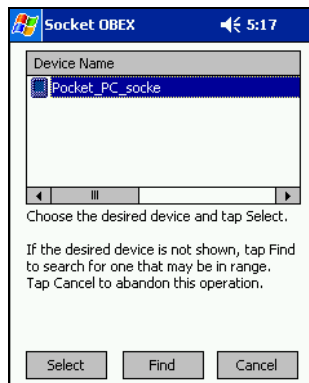 Socket OBEX 5:17
Device Name
Pocket_PC_socke
Choose the desired device and tap Select.
If the desired device is not shown, tap Find
to search for one that may be in range.
Tap Cancel to abandon this operation.
Select Find Cancel